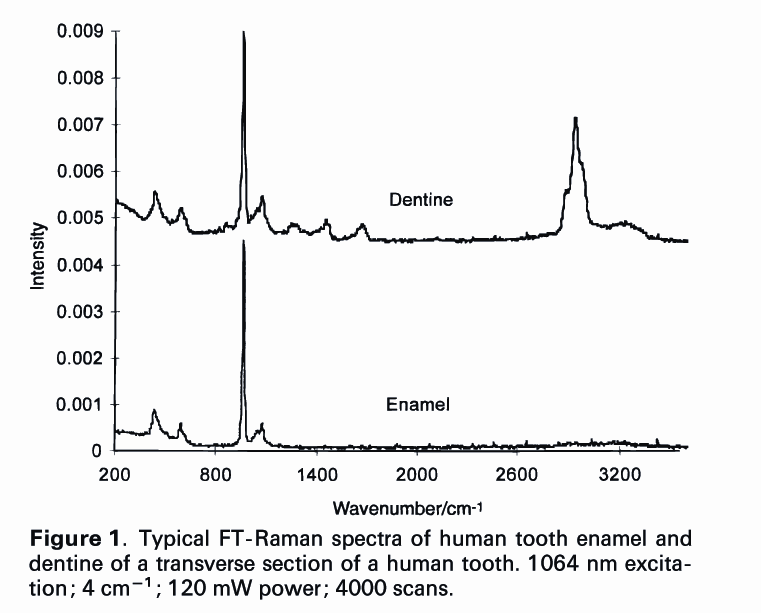 0.009
0.008
0.007
0.006
Dentine
0.005
Intensity
0.004
0.003
0.002
0.001
Enamel
0
200 800 1400 2000 2600 3200
Wavenumber/cm-1
Figure 1. Typical FT-Raman spectra of human tooth enamel and
dentine of a transverse section of a human tooth. 1064 nm excita-
tion; 4 cm−1; 120 mW power; 4000 scans.